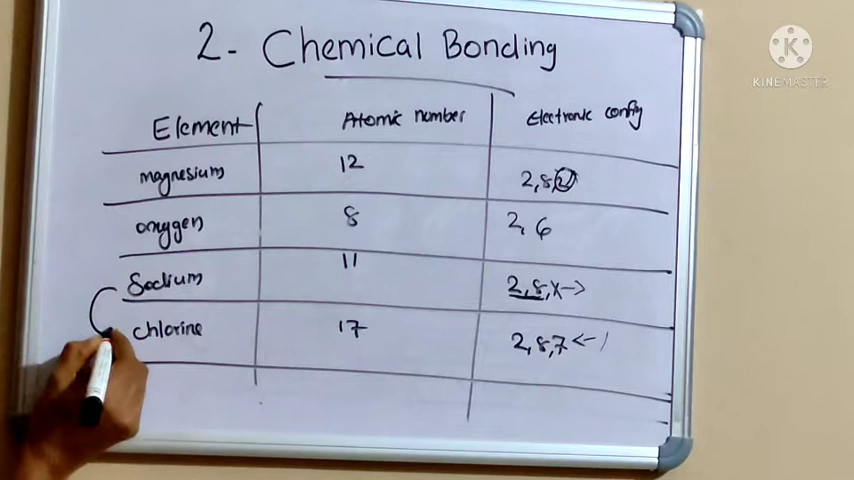 2- Chemical Bonding
Element Atomic number Electronic config
magnesium 12 2,8,2
oxygen 8 2,6
Sodium 11 2,8, →
chlorine 17 2,8,7 ←
KINEMASTER